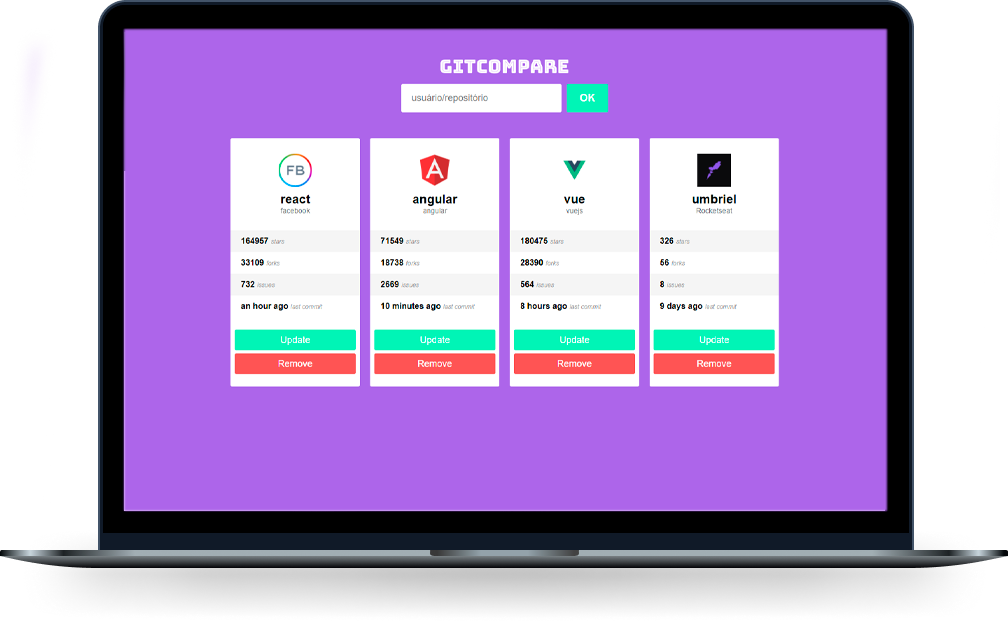 GITCOMPARE
usuário/repositório
OK
FB
react
facebook
164957 stars
33109 forks
732 issues
an hour ago last commit
Update
Remove
A
angular
angular
71549 stars
18738 forks
2669 issues
10 minutes ago last commit
Update
Remove
vue
vuejs
180475 stars
28390 forks
564 issues
8 hours ago last commit
Update
Remove
umbriel
Rocketseat
326 stars
56 forks
8 issues
9 days ago last commit
Update
Remove